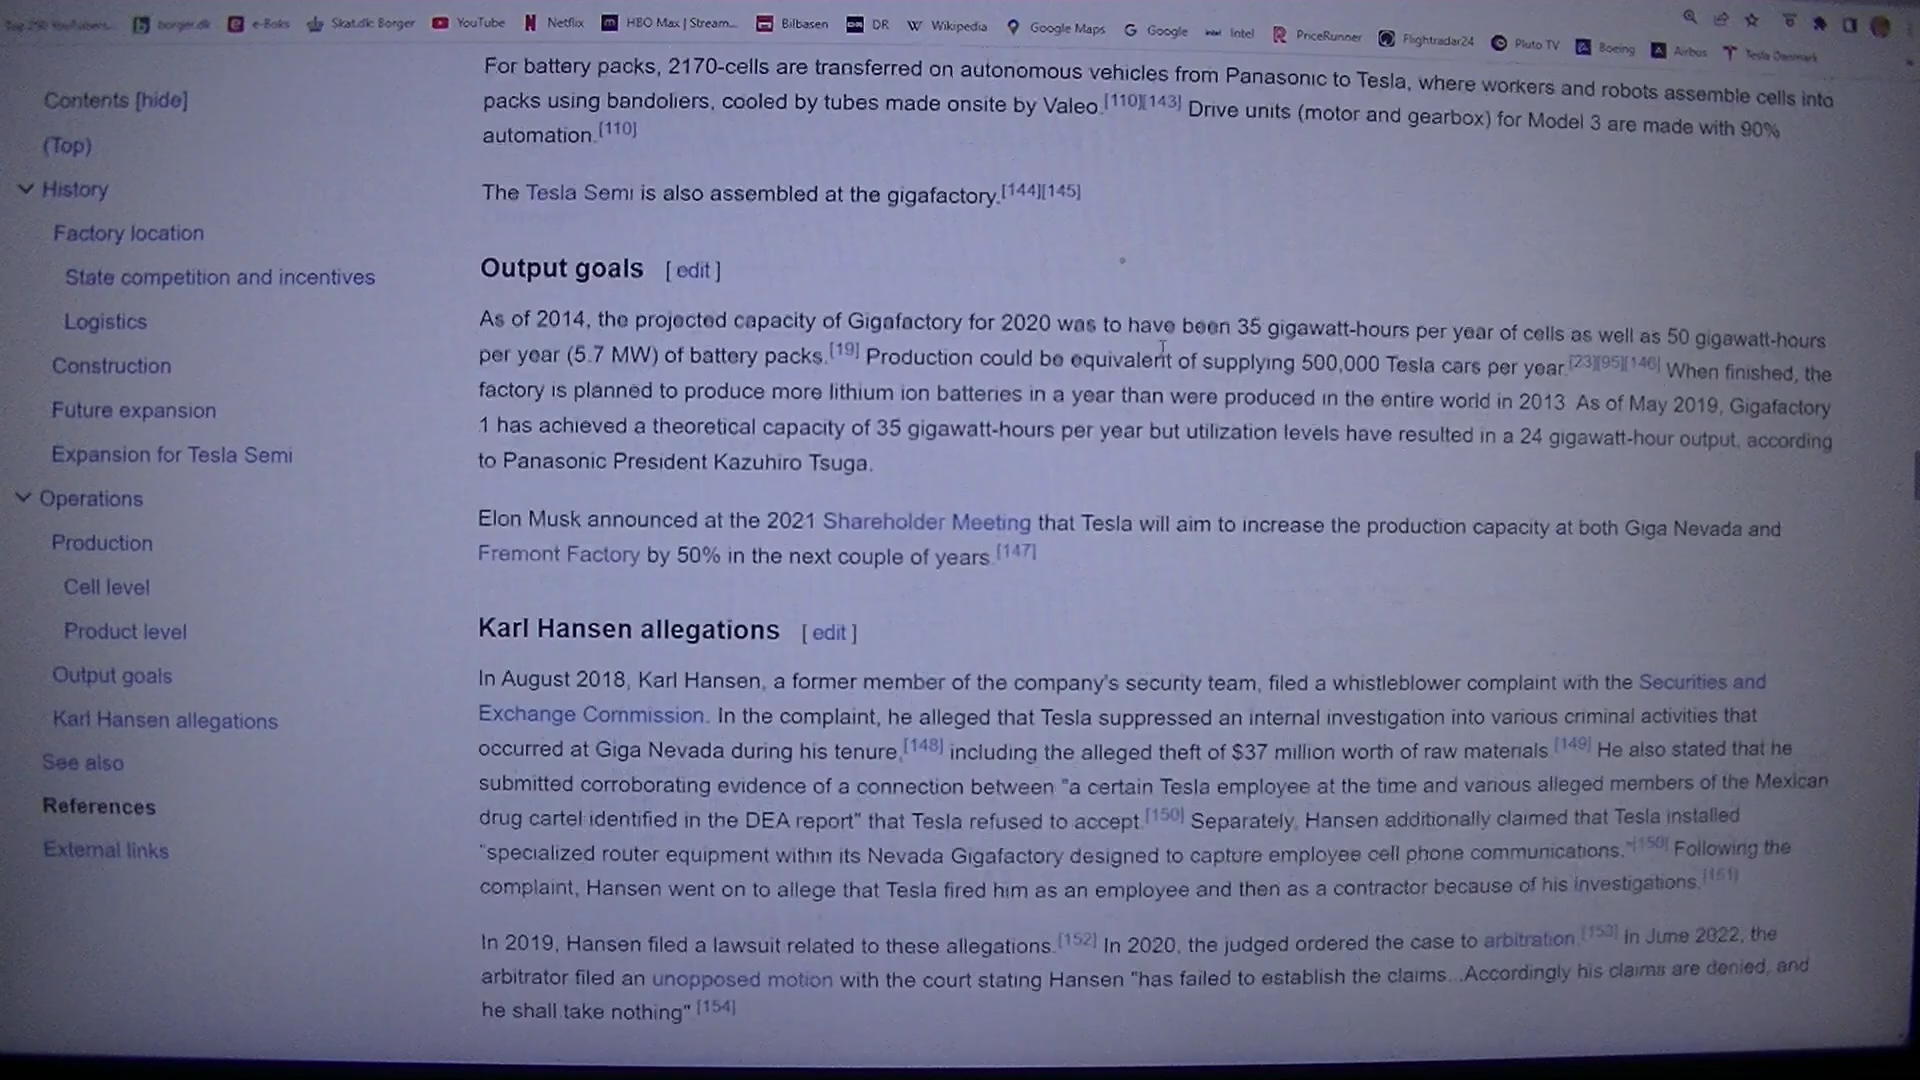 borger.dk e-Boks Skat.dk: Borger YouTube Netflix HBO Max | Stream... Bilbasen DR Wikipedia Google Maps Google Intel PriceRunner Flightradar24 Pluto TV Boeing Airbus Tesla Danmark
Contents [hide]
(Top)
History
Factory location
State competition and incentives
Logistics
Construction
Future expansion
Expansion for Tesla Semi
Operations
Production
Cell level
Product level
Output goals
Karl Hansen allegations
See also
References
External links
For battery packs, 2170-cells are transferred on autonomous vehicles from Panasonic to Tesla, where workers and robots assemble cells into
packs using bandoliers, cooled by tubes made onsite by Valeo.[110][143] Drive units (motor and gearbox) for Model 3 are made with 90%
automation.[110]
The Tesla Semi is also assembled at the gigafactory.[144][145]
Output goals [ edit ]
As of 2014, the projected capacity of Gigafactory for 2020 was to have been 35 gigawatt-hours per year of cells as well as 50 gigawatt-hours
per year (5.7 MW) of battery packs.[19] Production could be equivalent of supplying 500,000 Tesla cars per year.[23][95][146] When finished, the
factory is planned to produce more lithium ion batteries in a year than were produced in the entire world in 2013. As of May 2019, Gigafactory
1 has achieved a theoretical capacity of 35 gigawatt-hours per year but utilization levels have resulted in a 24 gigawatt-hour output, according
to Panasonic President Kazuhiro Tsuga.
Elon Musk announced at the 2021 Shareholder Meeting that Tesla will aim to increase the production capacity at both Giga Nevada and
Fremont Factory by 50% in the next couple of years.[147]
Karl Hansen allegations [ edit ]
In August 2018, Karl Hansen, a former member of the company's security team, filed a whistleblower complaint with the Securities and
Exchange Commission. In the complaint, he alleged that Tesla suppressed an internal investigation into various criminal activities that
occurred at Giga Nevada during his tenure,[148] including the alleged theft of $37 million worth of raw materials.[149] He also stated that he
submitted corroborating evidence of a connection between "a certain Tesla employee at the time and various alleged members of the Mexican
drug cartel identified in the DEA report" that Tesla refused to accept.[150] Separately, Hansen additionally claimed that Tesla installed
"specialized router equipment within its Nevada Gigafactory designed to capture employee cell phone communications."[150] Following the
complaint, Hansen went on to allege that Tesla fired him as an employee and then as a contractor because of his investigations.[151]
In 2019, Hansen filed a lawsuit related to these allegations.[152] In 2020, the judged ordered the case to arbitration.[153] In June 2022, the
arbitrator filed an unopposed motion with the court stating Hansen "has failed to establish the claims...Accordingly his claims are denied, and
he shall take nothing".[154]